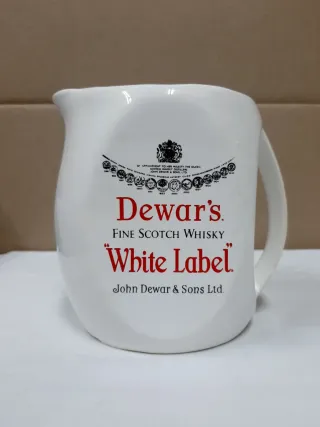 Dewar's
FINE SCOTCH WHISKY
"White Label"
John Dewar & Sons Ltd